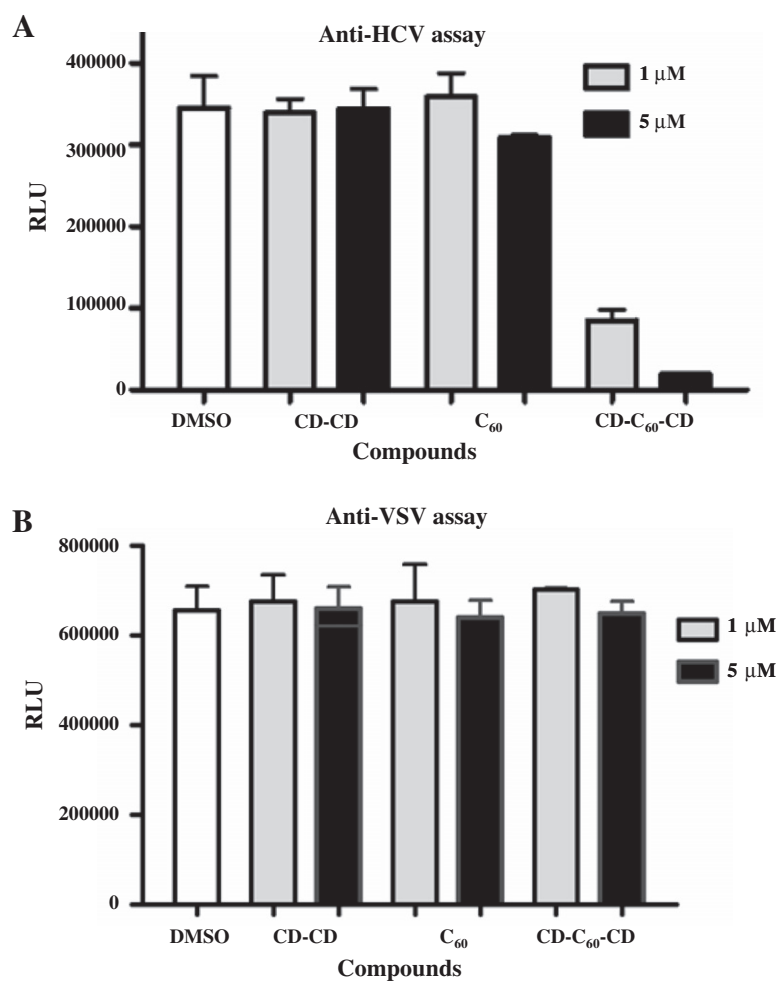 A
Anti-HCV assay
1 μM
5 μM
RLU
400000
300000
200000
100000
0
DMSO CD-CD C₆₀ CD-C₆₀-CD
Compounds
B
Anti-VSV assay
1 μM
5 μM
RLU
800000
600000
400000
200000
0
DMSO CD-CD C₆₀ CD-C₆₀-CD
Compounds